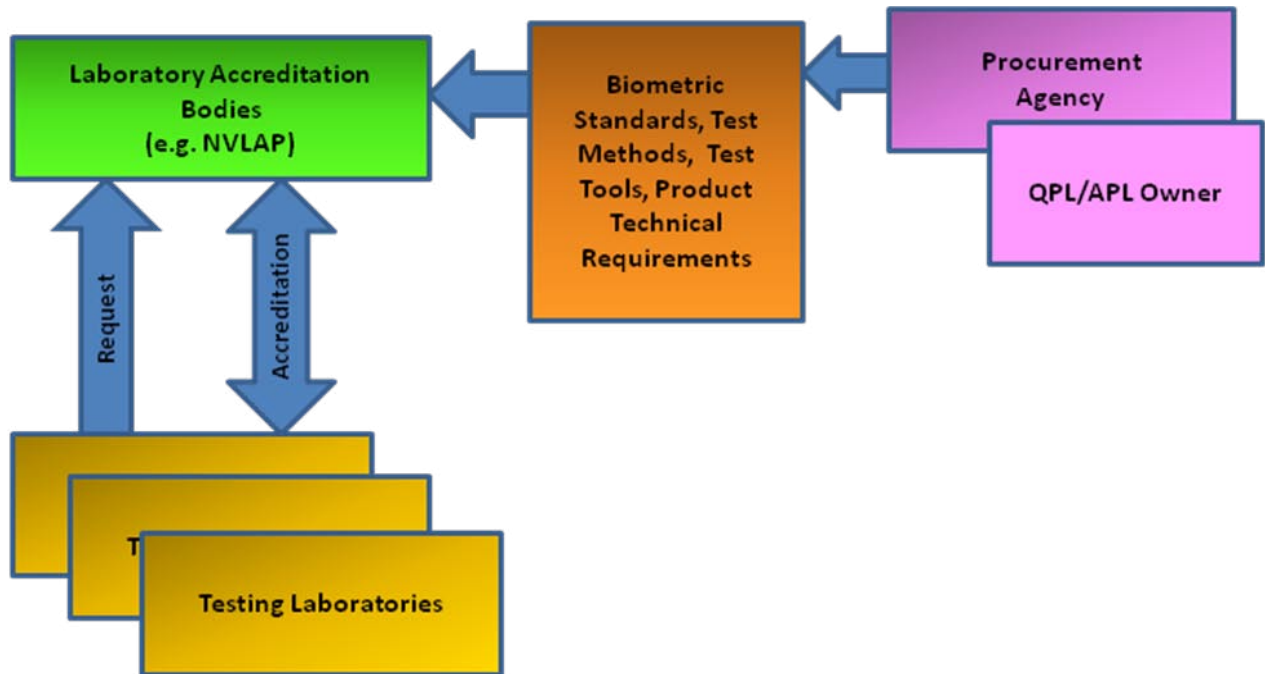 Laboratory Accreditation
Bodies
(e.g. NVLAP)
Biometric
Standards, Test
Methods, Test
Tools, Product
Technical
Requirements
Procurement
Agency
QPL/APL Owner
Request
Accreditation
T
Testing Laboratories